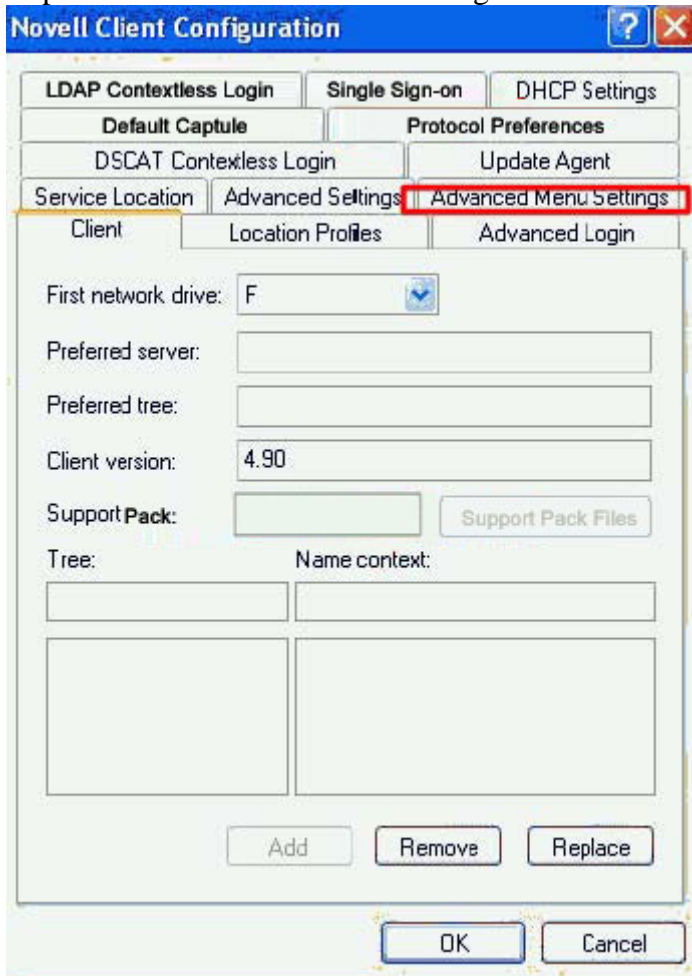 Novell Client Configuration
LDAP Contextless Login Single Sign-on DHCP Settings
Default Captule Protocol Preferences
DSCAT Contextless Login Update Agent
Service Location Advanced Settings Advanced Menu Settings
Client Location Profiles Advanced Login
First network drive: F
Preferred server:
Preferred tree:
Client version: 4.90
Support Pack: Support Pack Files
Tree: Name context:
Add Remove Replace
OK Cancel